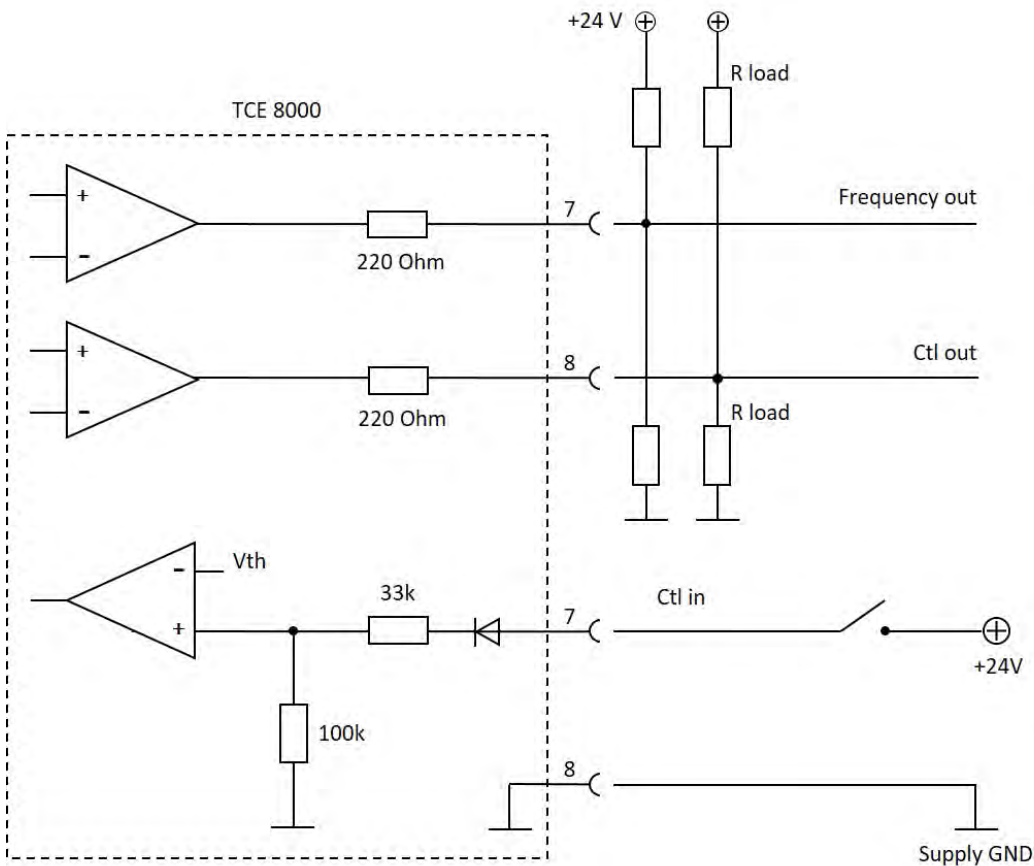 +24 V
R load
TCE 8000
+
-
7
Frequency out
220 Ohm
+
-
8
Ctl out
220 Ohm
R load
-
Vth
+
33k
7
Ctl in
+24V
100k
8
Supply GND